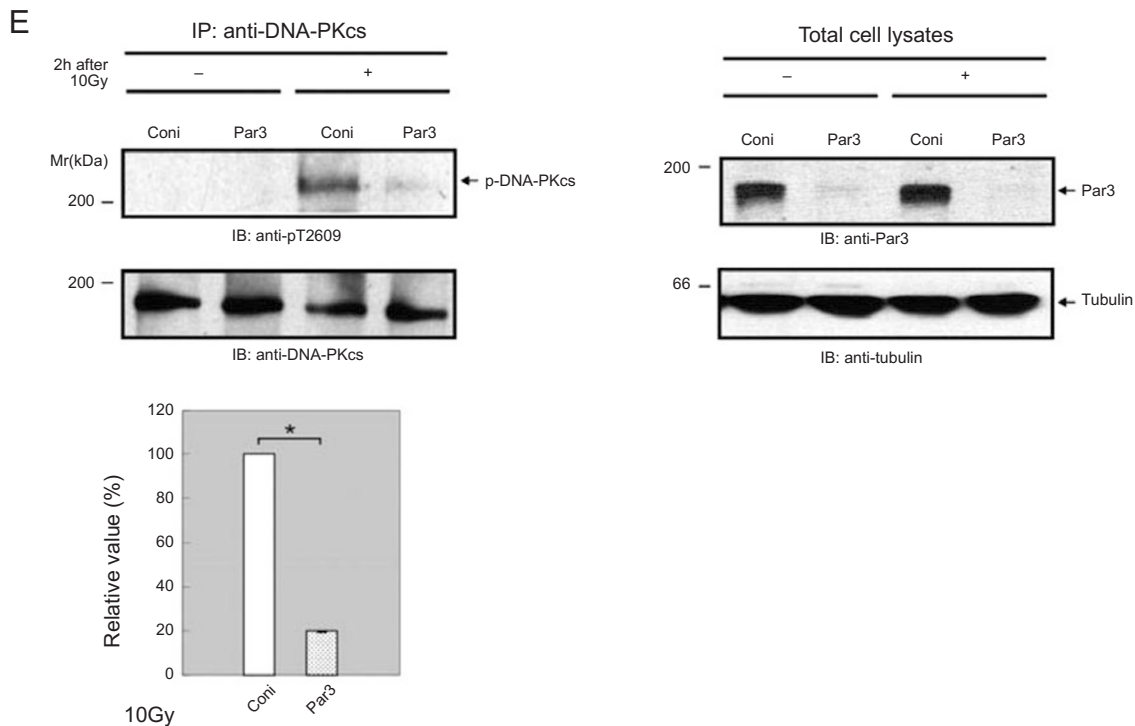 E
IP: anti-DNA-PKcs
2h after
10Gy
– +
Coni Par3 Coni Par3
Mr(kDa)
200
p-DNA-PKcs
IB: anti-pT2609
200
IB: anti-DNA-PKcs
Total cell lysates
– +
Coni Par3 Coni Par3
200
Par3
IB: anti-Par3
66
Tubulin
IB: anti-tubulin
Relative value (%)
120
100
80
60
40
20
0
*
Coni Par3
10Gy